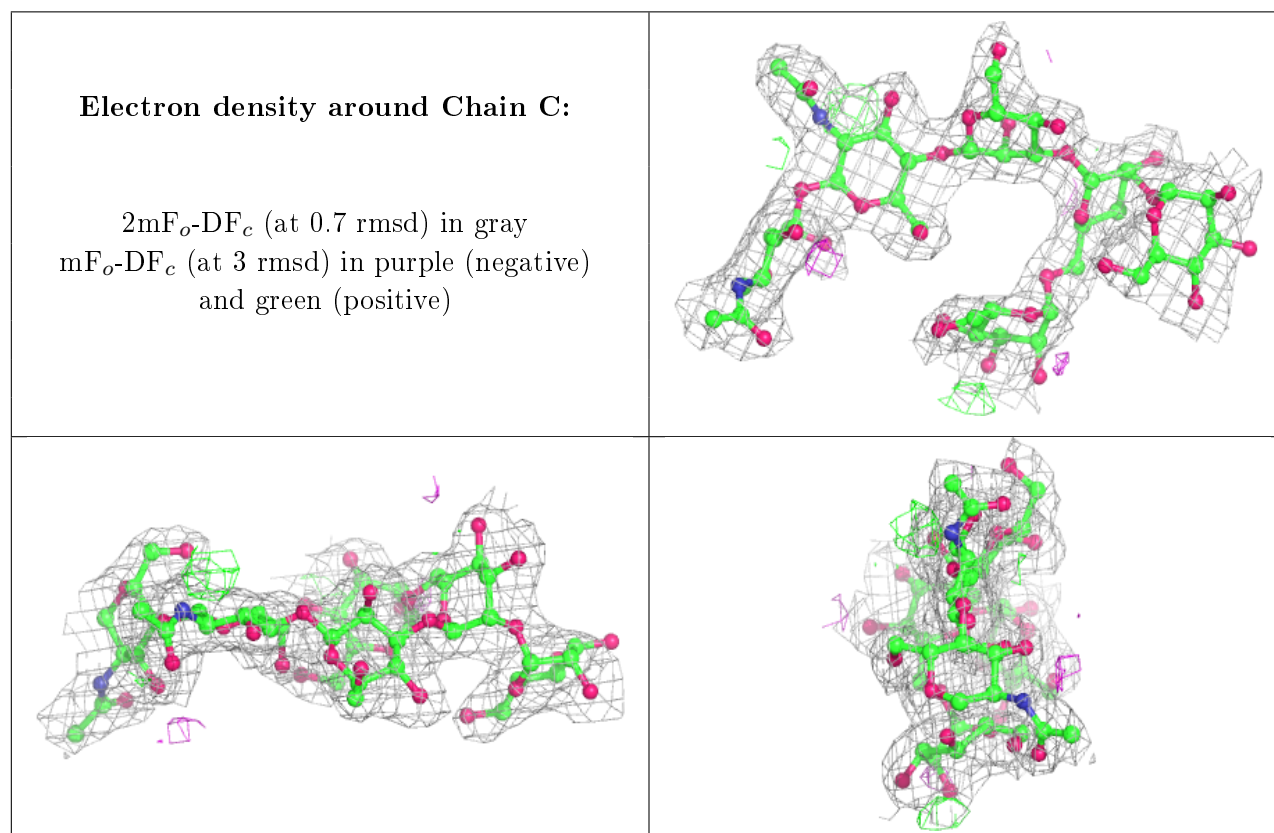 Electron density around Chain C:
2mFₒ-DF𝒸 (at 0.7 rmsd) in gray
mFₒ-DF𝒸 (at 3 rmsd) in purple (negative)
and green (positive)